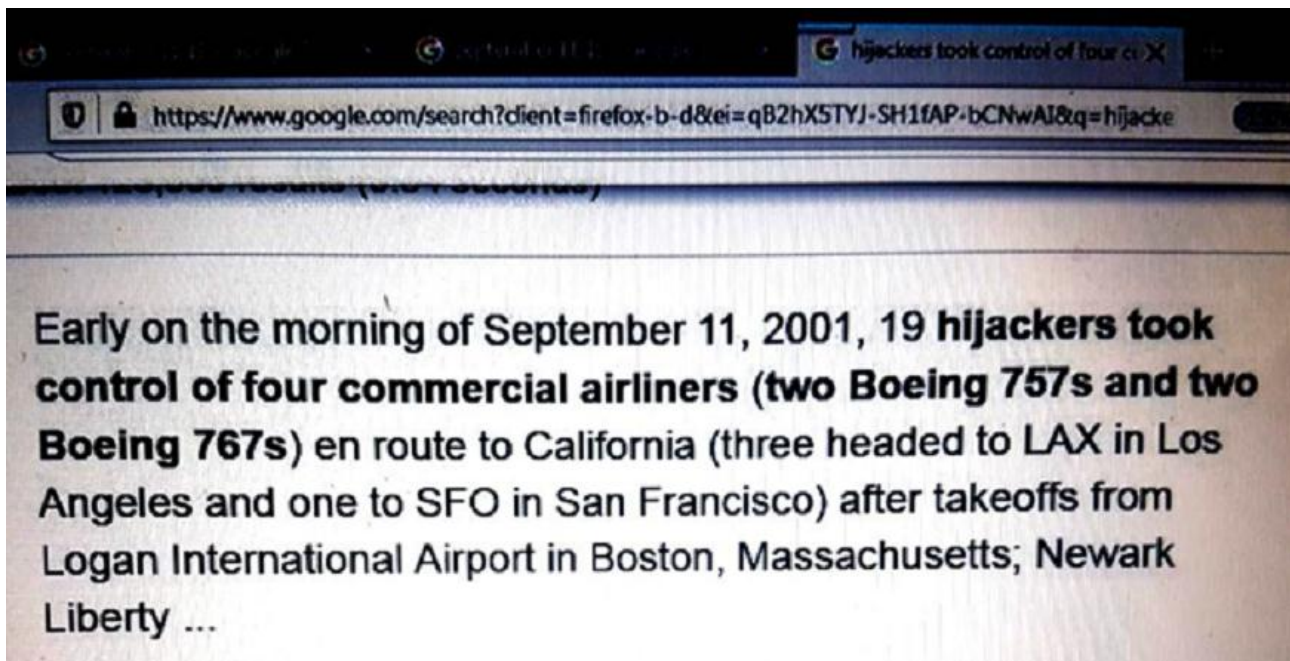 hijackers took control of four
https://www.google.com/search?client=firefox-b-d&ei=qB2hX5TYJ-SH1fAP-bCNwAI&q=hijacke
results
seconds)
Early on the morning of September 11, 2001, 19 hijackers took
control of four commercial airliners (two Boeing 757s and two
Boeing 767s) en route to California (three headed to LAX in Los
Angeles and one to SFO in San Francisco) after takeoffs from
Logan International Airport in Boston, Massachusetts; Newark
Liberty ...